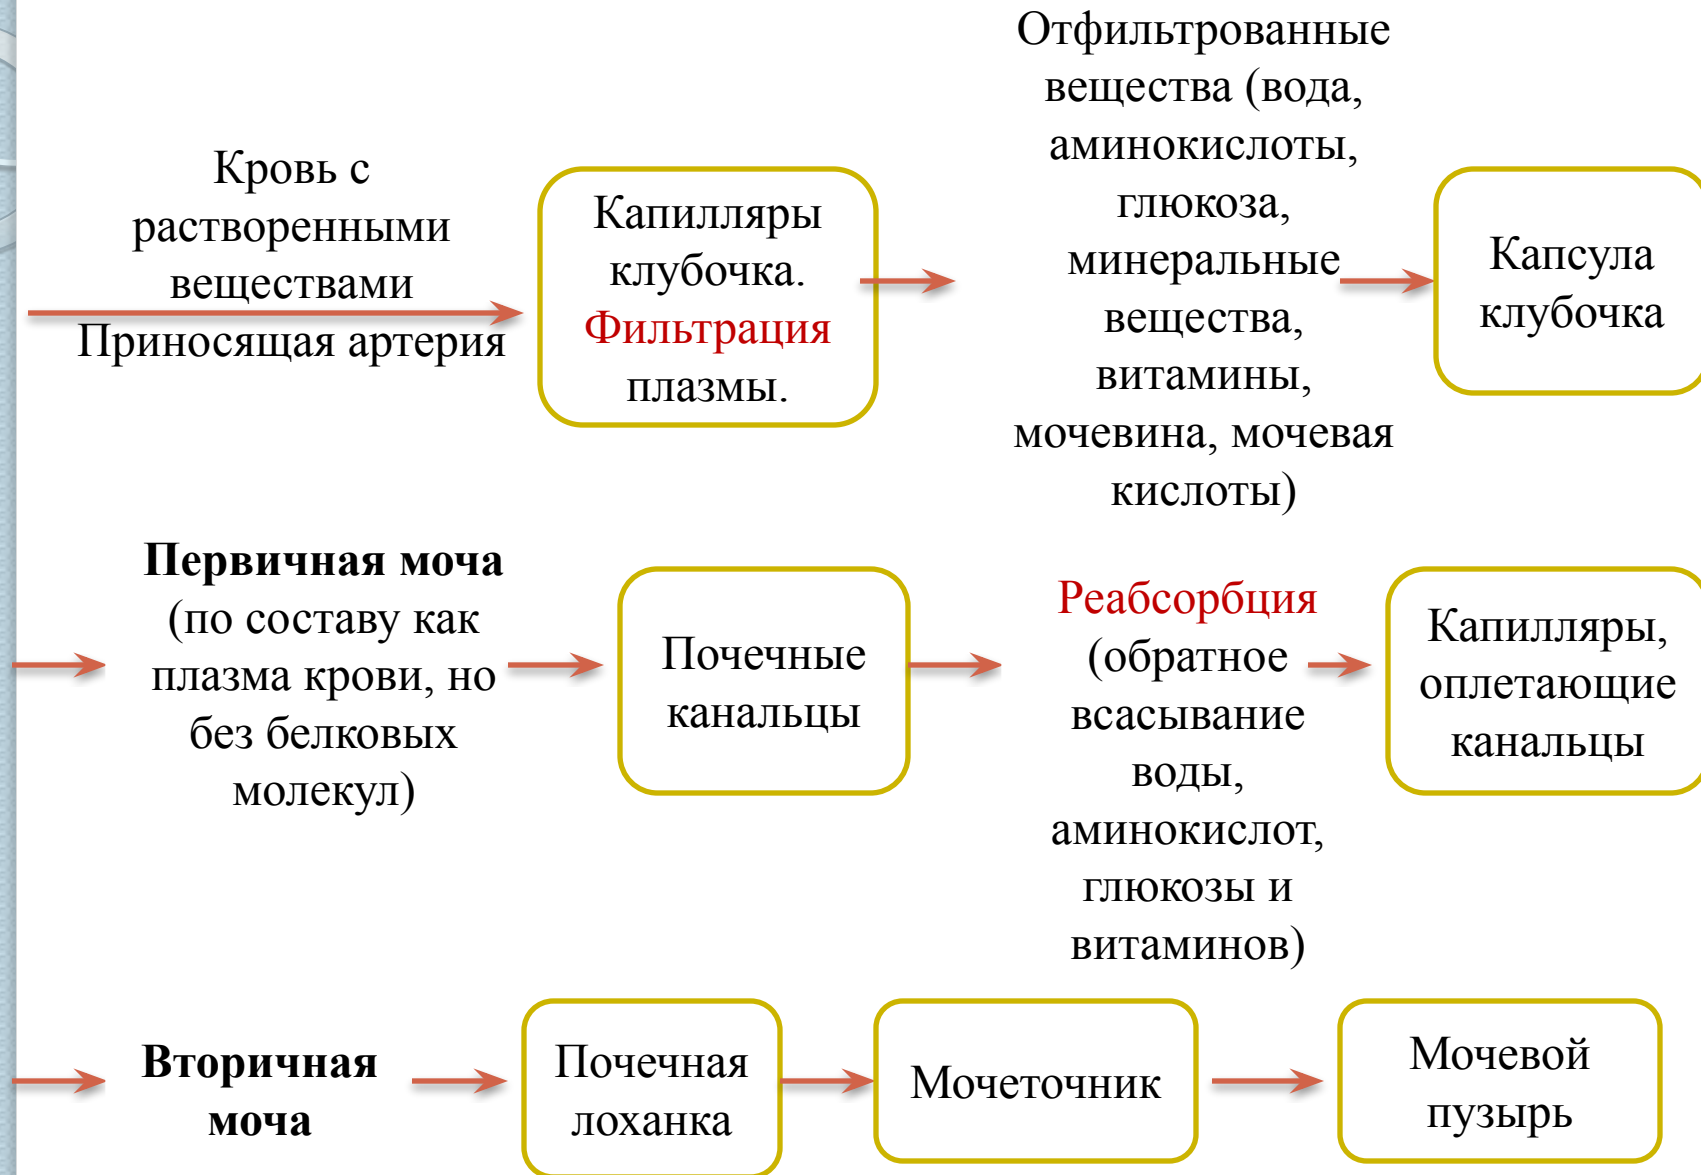 Кровь с
растворенными
веществами
Приносящая артерия
Капилляры
клубочка.
Фильтрация
плазмы.
Отфильтрованные
вещества (вода,
аминокислоты,
глюкоза,
минеральные
вещества,
витамины,
мочевина, мочевая
кислоты)
Капсула
клубочка
Первичная моча
(по составу как
плазма крови, но
без белковых
молекул)
Почечные
канальцы
Реабсорбция
(обратное
всасывание
воды,
аминокислот,
глюкозы и
витаминов)
Капилляры,
оплетающие
канальцы
Вторичная
моча
Почечная
лоханка
Мочеточник
Мочевой
пузырь